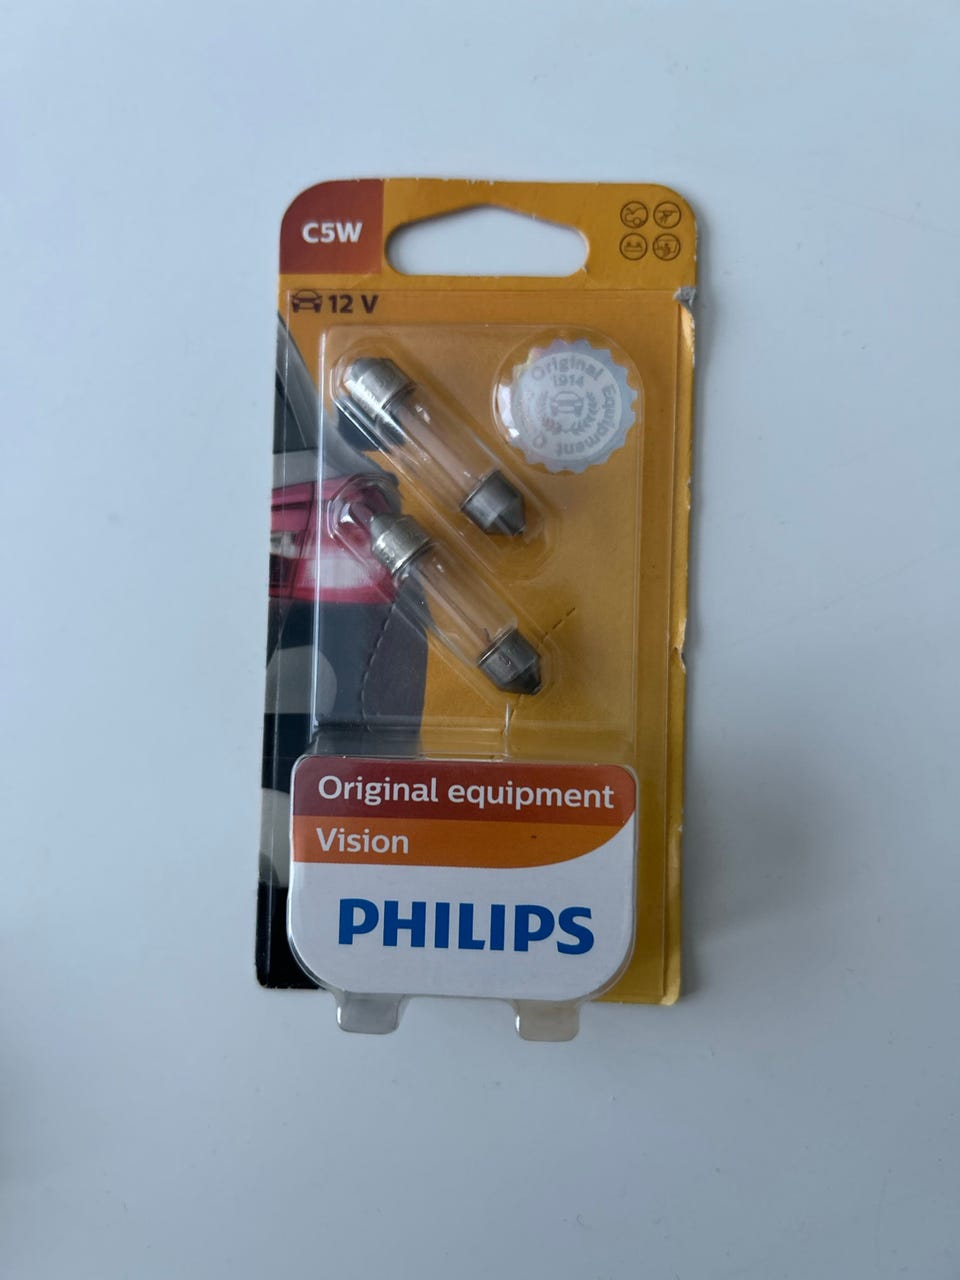 C5W
12 V
Original Equipment
1914
Original equipment
Vision
PHILIPS